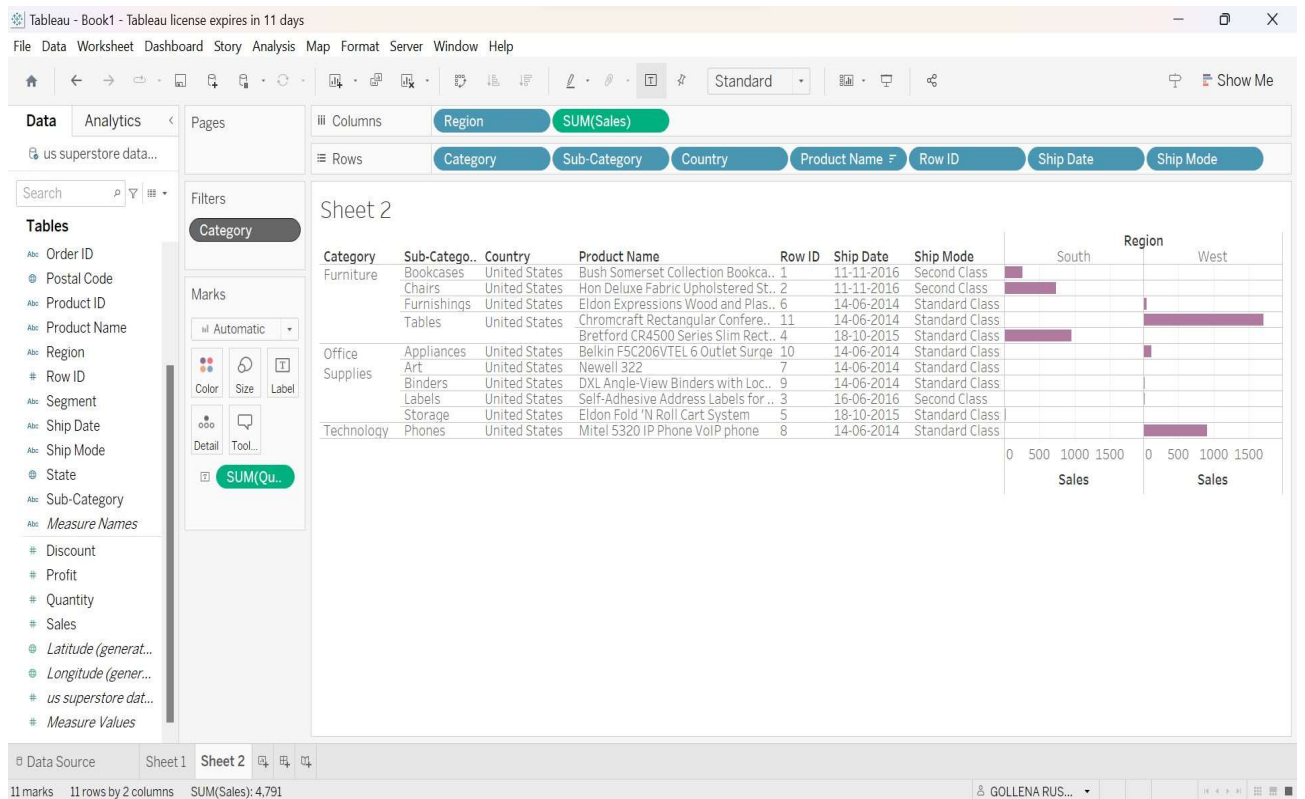 Tableau - Book1 - Tableau license expires in 11 days
File Data Worksheet Dashboard Story Analysis Map Format Server Window Help
Standard
Show Me
Data Analytics
us superstore data...
Search
Tables
Abc Order ID
Postal Code
Abc Product ID
Abc Product Name
Abc Region
# Row ID
Abc Segment
Abc Ship Date
Abc Ship Mode
State
Abc Sub-Category
Abc Measure Names
# Discount
# Profit
# Quantity
# Sales
Latitude (generat...
Longitude (gener...
# us superstore dat...
# Measure Values
Pages
Filters
Category
Marks
Automatic
Color Size Label
Detail Tool...
SUM(Qu..
Columns Region SUM(Sales)
Rows Category Sub-Category Country Product Name Row ID Ship Date Ship Mode
Sheet 2
Region
Category Sub-Catego.. Country Product Name Row ID Ship Date Ship Mode South West
Furniture Bookcases United States Bush Somerset Collection Bookca.. 1 11-11-2016 Second Class
Chairs United States Hon Deluxe Fabric Upholstered St.. 2 11-11-2016 Second Class
Furnishings United States Eldon Expressions Wood and Plas.. 6 14-06-2014 Standard Class
Tables United States Chromcraft Rectangular Confere.. 11 14-06-2014 Standard Class
Bretford CR4500 Series Slim Rect.. 4 18-10-2015 Standard Class
Office Supplies Appliances United States Belkin F5C206VTEL 6 Outlet Surge 10 14-06-2014 Standard Class
Art United States Newell 322 7 14-06-2014 Standard Class
Binders United States DXL Angle-View Binders with Loc.. 9 14-06-2014 Standard Class
Labels United States Self-Adhesive Address Labels for .. 3 16-06-2016 Second Class
Storage United States Eldon Fold 'N Roll Cart System 5 18-10-2015 Standard Class
Technology Phones United States Mitel 5320 IP Phone VoIP phone 8 14-06-2014 Standard Class
0 500 1000 1500 0 500 1000 1500
Sales Sales
Data Source Sheet 1 Sheet 2
11 marks 11 rows by 2 columns SUM(Sales): 4,791 GOLLENA RUS...